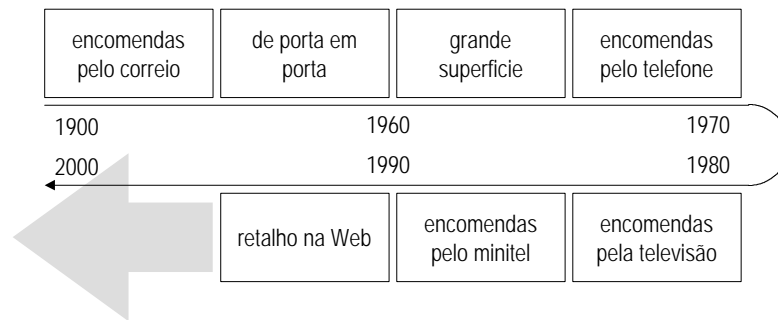 encomendas
pelo correio
de porta em
porta
grande
superficie
encomendas
pelo telefone
1900
1960
1970
2000
1990
1980
retalho na Web
encomendas
pelo minitel
encomendas
pela televisão